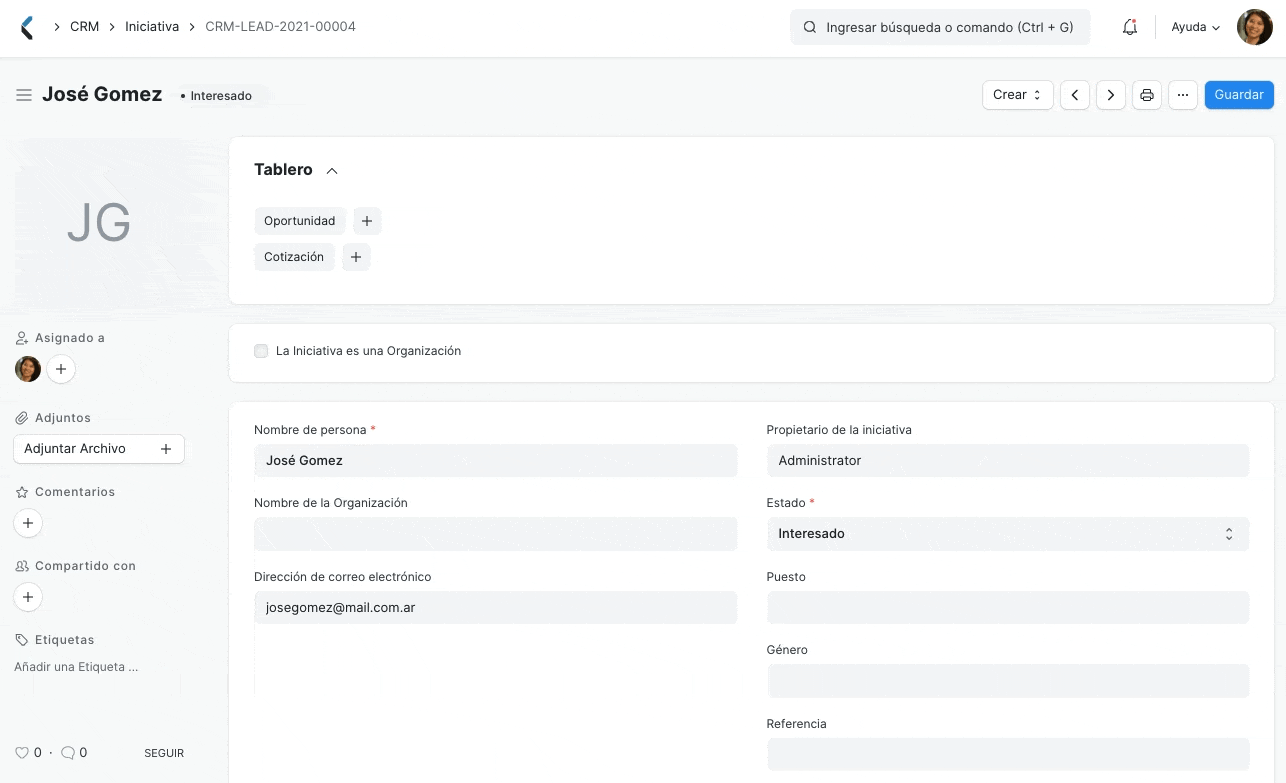 CRM Iniciativa CRM-LEAD-2021-00004
Ingresar búsqueda o comando (Ctrl + G)
Ayuda
José Gomez
• Interesado
Crear
...
Guardar
JG
Tablero
Oportunidad +
Cotización +
Asignado a
+
Adjuntos
Adjuntar Archivo +
Comentarios
+
Compartido con
+
Etiquetas
Añadir una Etiqueta ...
0 · 0 SEGUIR
La Iniciativa es una Organización
Nombre de persona *
José Gomez
Nombre de la Organización
Dirección de correo electrónico
josegomez@mail.com.ar
Propietario de la iniciativa
Administrator
Estado *
Interesado
Puesto
Género
Referencia